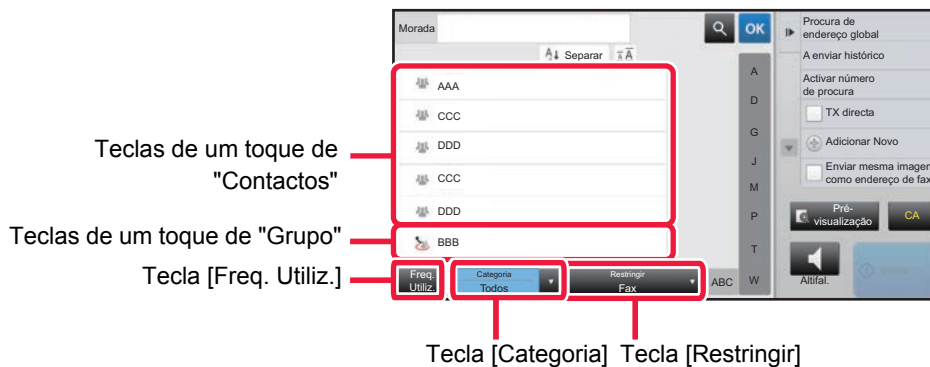 Morada
OK
Separar
AAA
CCC
DDD
CCC
DDD
BBB
A
D
G
J
M
P
T
W
ABC
Freq.
Utiliz.
Categoria
Todos
Restringir
Fax
Procura de
endereço global
A enviar histórico
Activar número
de procura
TX directa
Adicionar Novo
Enviar mesma imagem
como endereço de fax
Pré-
visualização
CA
Altifal.
Iniciar
Teclas de um toque de
"Contactos"
Teclas de um toque de "Grupo"
Tecla [Freq. Utiliz.]
Tecla [Categoria]
Tecla [Restringir]